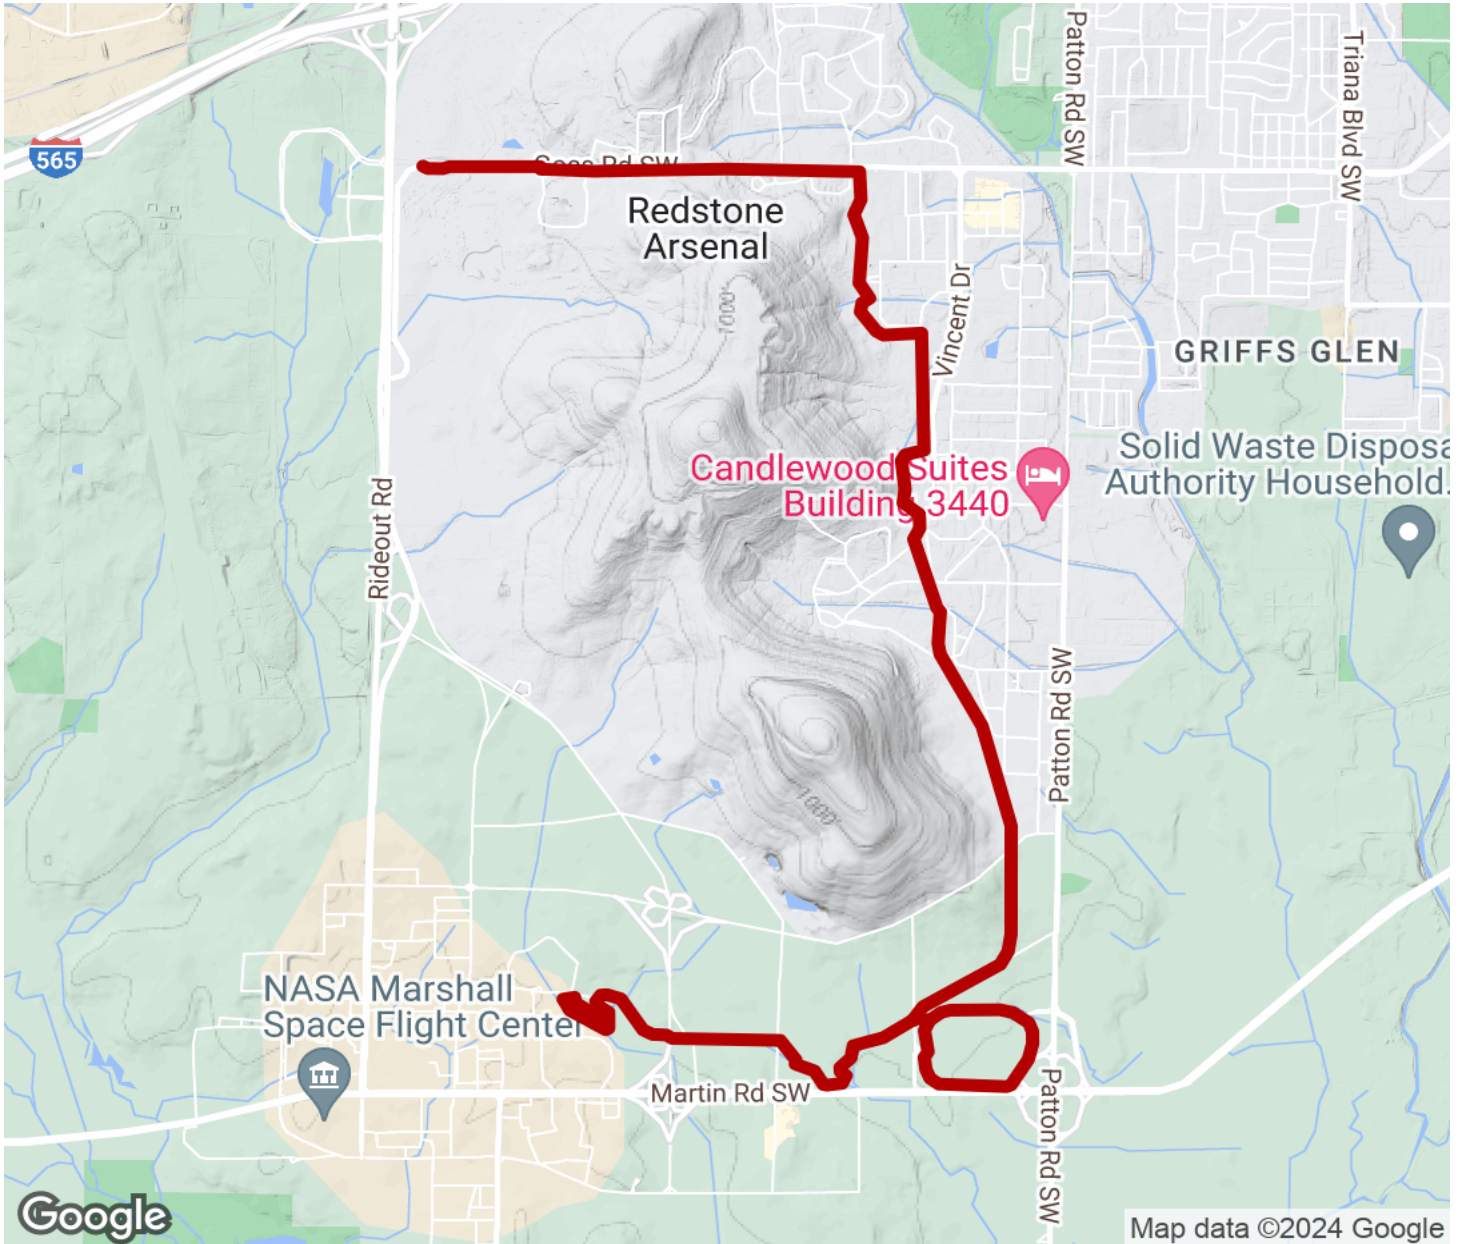 565
Patton Rd SW
Triana Blvd SW
Rd SW
Redstone
Arsenal
1000
Vincent Dr
GRIFFS GLEN
Solid Waste Disposa
Authority Household.
Candlewood Suites
Building 3440
Rideout Rd
Patton Rd SW
1000
NASA Marshall
Space Flight Center
Martin Rd SW
Patton Rd SW
Google
Map data ©2024 Google